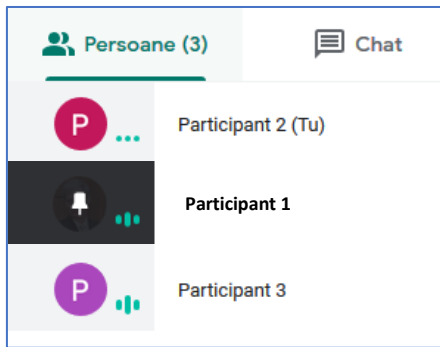 Persoane (3)
Chat
P
Participant 2 (Tu)
Participant 1
P
Participant 3